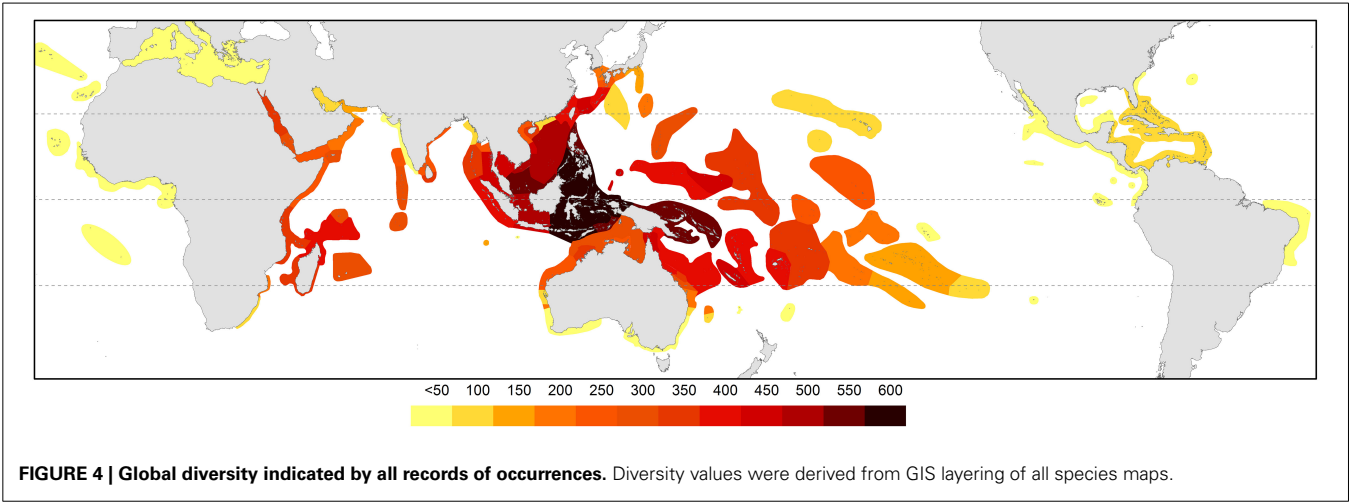 <50 100 150 200 250 300 350 400 450 500 550 600
FIGURE 4 | Global diversity indicated by all records of occurrences. Diversity values were derived from GIS layering of all species maps.